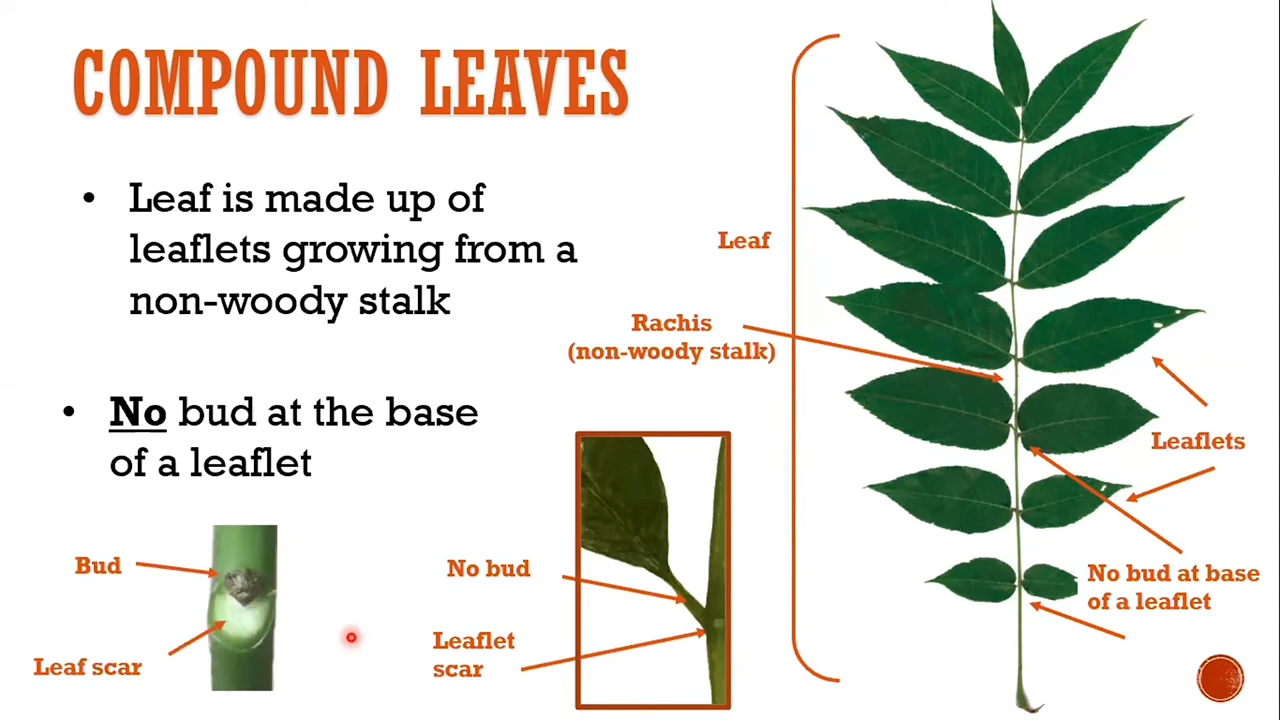 COMPOUND LEAVES
• Leaf is made up of
leaflets growing from a
non-woody stalk
• No bud at the base
of a leaflet
Bud
Leaf scar
No bud
Leaflet
scar
Leaf
Rachis
(non-woody stalk)
Leaflets
No bud at base
of a leaflet